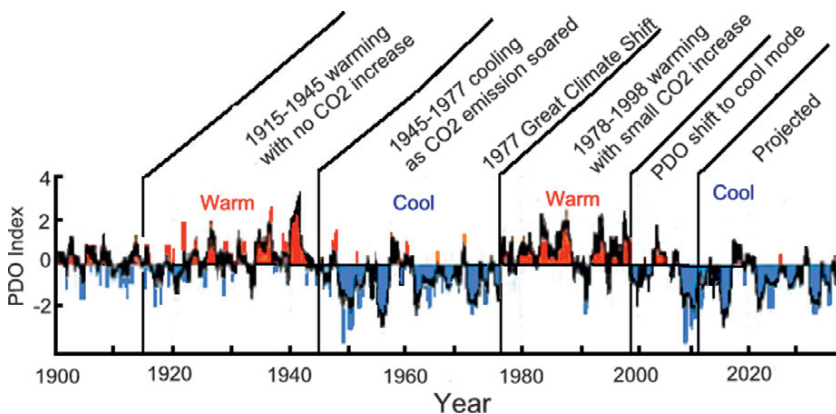 1915-1945 warming
with no CO2 increase
1945-1977 cooling
as CO2 emission soared
1977 Great Climate Shift
1978-1998 warming
with small CO2 increase
PDO shift to cool mode
Projected
Warm
Cool
Warm
Cool
PDO Index
4
2
0
-2
1900
1920
1940
1960
1980
2000
2020
Year